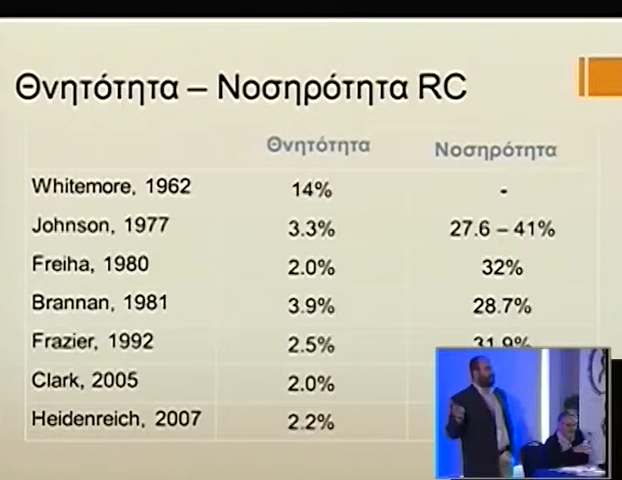 Θνητότητα – Νοσηρότητα RC
Θνητότητα Νοσηρότητα
Whitemore, 1962 14% -
Johnson, 1977 3.3% 27.6 – 41%
Freiha, 1980 2.0% 32%
Brannan, 1981 3.9% 28.7%
Frazier, 1992 2.5% 31.9%
Clark, 2005 2.0%
Heidenreich, 2007 2.2%